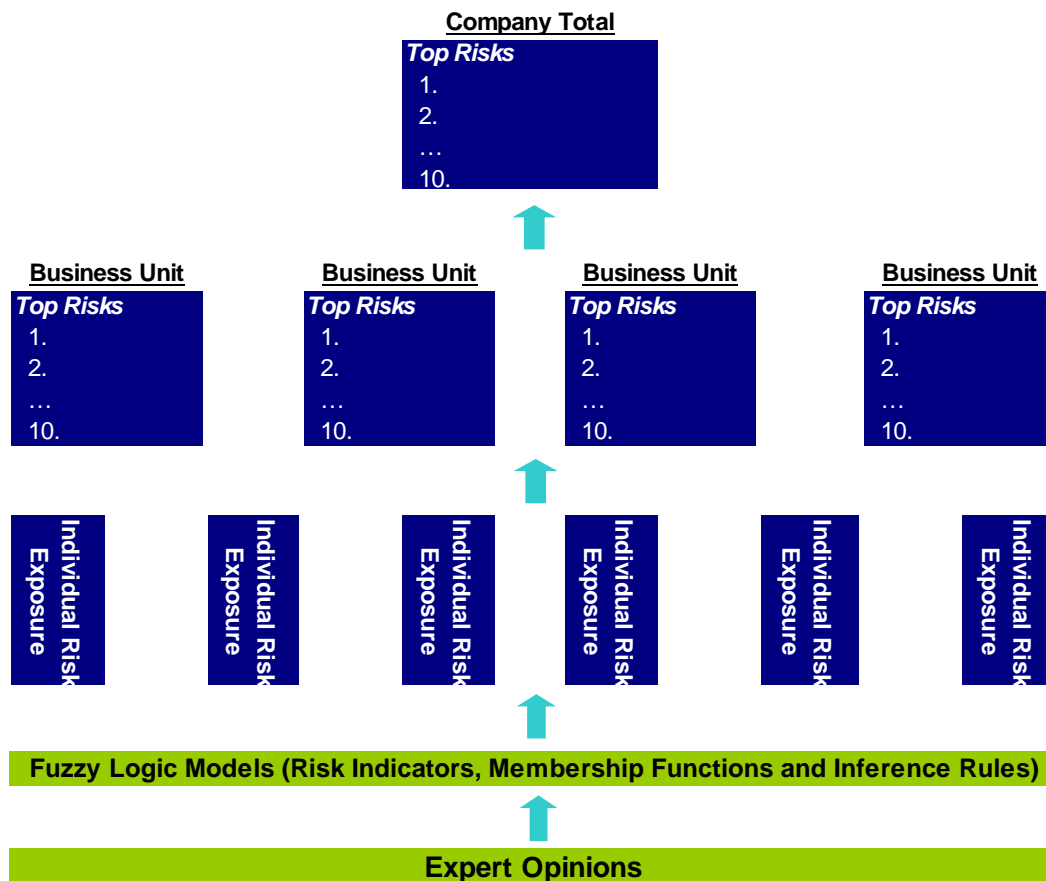 Company Total
Top Risks
1.
2.
…
10.
Business Unit
Top Risks
1.
2.
…
10.
Business Unit
Top Risks
1.
2.
…
10.
Business Unit
Top Risks
1.
2.
…
10.
Business Unit
Top Risks
1.
2.
…
10.
Individual Risk
Exposure
Individual Risk
Exposure
Individual Risk
Exposure
Individual Risk
Exposure
Individual Risk
Exposure
Individual Risk
Exposure
Fuzzy Logic Models (Risk Indicators, Membership Functions and Inference Rules)
Expert Opinions